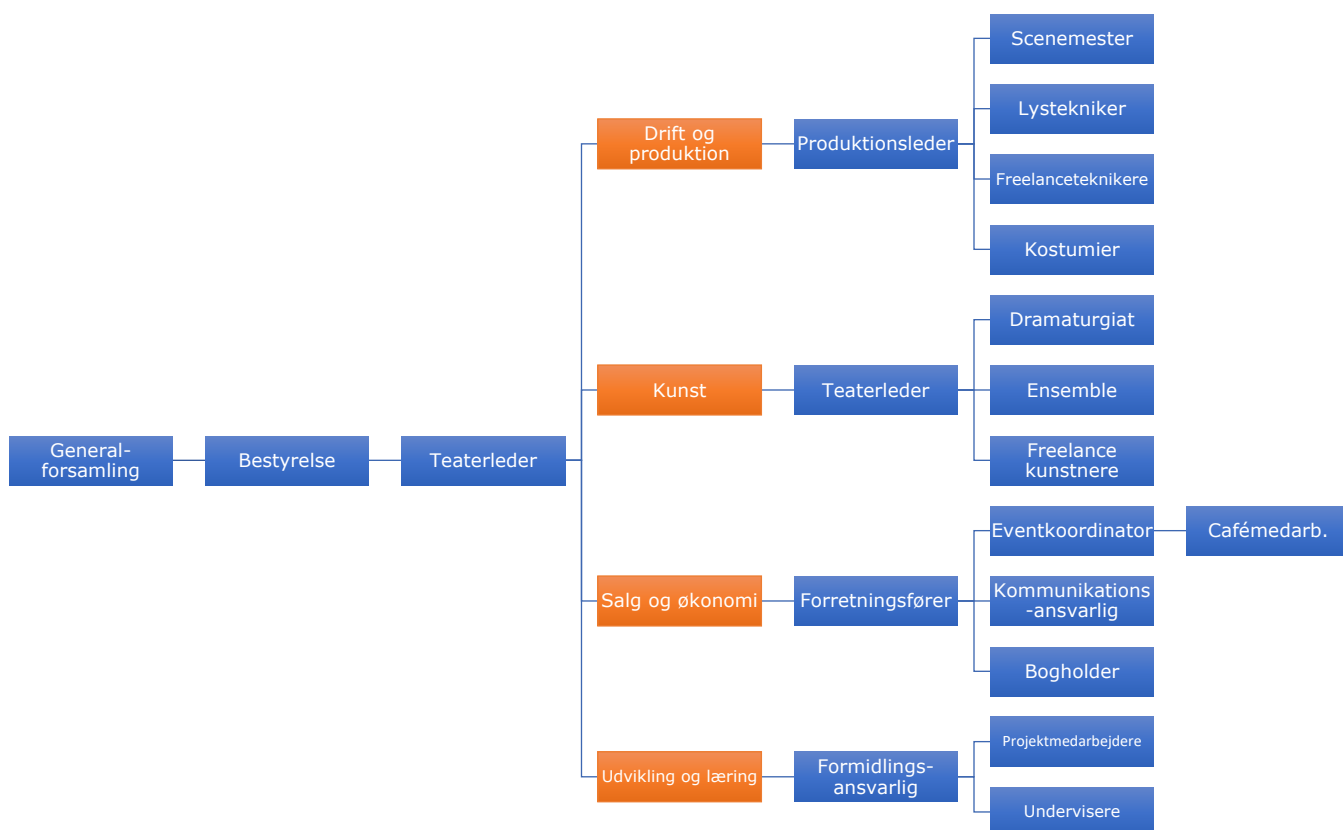 General-
forsamling
Bestyrelse
Teaterleder
Drift og
produktion
Produktionsleder
Scenemester
Lystekniker
Freelanceteknikere
Kostumier
Kunst
Teaterleder
Dramaturgiat
Ensemble
Freelance
kunstnere
Salg og økonomi
Forretningsfører
Eventkoordinator
Cafémedarb.
Kommunikations
-ansvarlig
Bogholder
Udvikling og læring
Formidlings-
ansvarlig
Projektmedarbejdere
Undervisere